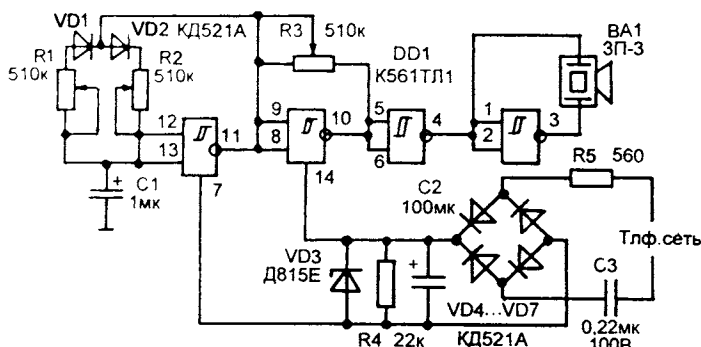 VD1
VD2 КД521А
R1
510к
R2
510к
R3
510к
DD1
К561ТЛ1
BA1
ЗП-3
12
13
11
7
9
8
10
14
5
6
4
1
2
3
+
C1
1мк
C2
100мк
R5 560
Тлф.сеть
VD3
Д815Е
+
C3
0,22мк
100В
R4 22к
VD4...VD7
КД521А